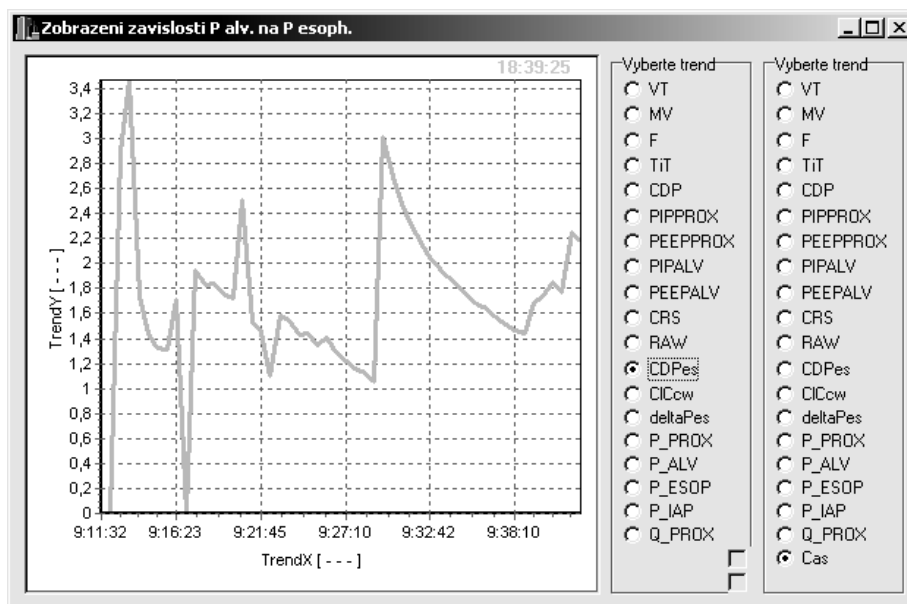 Zobrazeni zavislosti P alv. na P esoph.
18:39:25
TrendY [ - - - ]
3,4
3,2
3
2,8
2,6
2,4
2,2
2
1,8
1,6
1,4
1,2
1
0,8
0,6
0,4
0,2
0
9:11:32 9:16:23 9:21:45 9:27:10 9:32:42 9:38:10
TrendX [ - - - ]
Vyberte trend
VT
MV
F
TiT
CDP
PIPPROX
PEEPPROX
PIPALV
PEEPALV
CRS
RAW
CDPes
ClCcw
deltaPes
P_PROX
P_ALV
P_ESOP
P_IAP
Q_PROX
Vyberte trend
VT
MV
F
TiT
CDP
PIPPROX
PEEPPROX
PIPALV
PEEPALV
CRS
RAW
CDPes
ClCcw
deltaPes
P_PROX
P_ALV
P_ESOP
P_IAP
Q_PROX
Cas